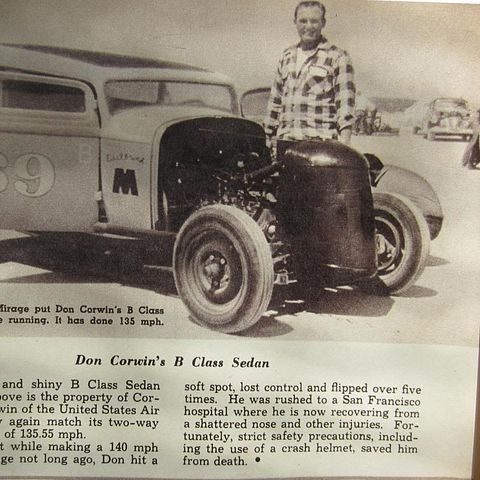 69
B
M
Mirage put Don Corwin's B Class
running. It has done 135 mph.
Don Corwin's B Class Sedan
and shiny B Class Sedan
ove is the property of Cor-
win of the United States Air
y again match its two-way
of 135.55 mph.
t while making a 140 mph
ge not long ago, Don hit a
soft spot, lost control and flipped over five
times. He was rushed to a San Francisco
hospital where he is now recovering from
a shattered nose and other injuries. For-
tunately, strict safety precautions, includ-
ing the use of a crash helmet, saved him
from death. •